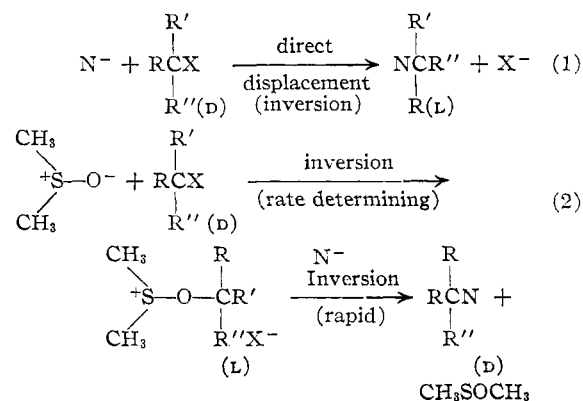 R' R'
N⁻ + RCX direct NCR'' + X⁻ (1)
displacement
R''(D) (inversion) R(L)
CH₃ R'
⁺S—O⁻ + RCX inversion
(rate determining) (2)
CH₃ R'' (D)
CH₃ R N⁻ R
⁺S—O—CR' Inversion RCN +
(rapid)
CH₃ R''X⁻ R''
(L) (D)
CH₃SOCH₃